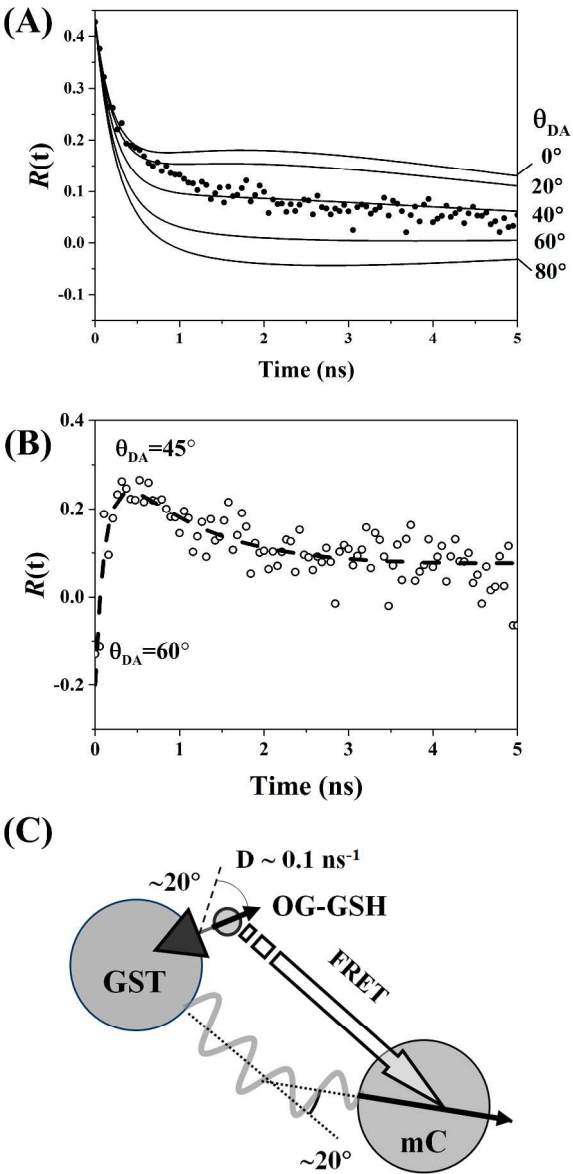 (A)
0.4
0.3
0.2
0.1
0.0
-0.1
R(t)
θDA
0°
20°
40°
60°
80°
0 1 2 3 4 5
Time (ns)
(B)
0.4
0.2
0.0
-0.2
R(t)
θDA=45°
θDA=60°
0 1 2 3 4 5
Time (ns)
(C)
D ~ 0.1 ns-1
~20°
OG-GSH
GST
FRET
mC
~20°